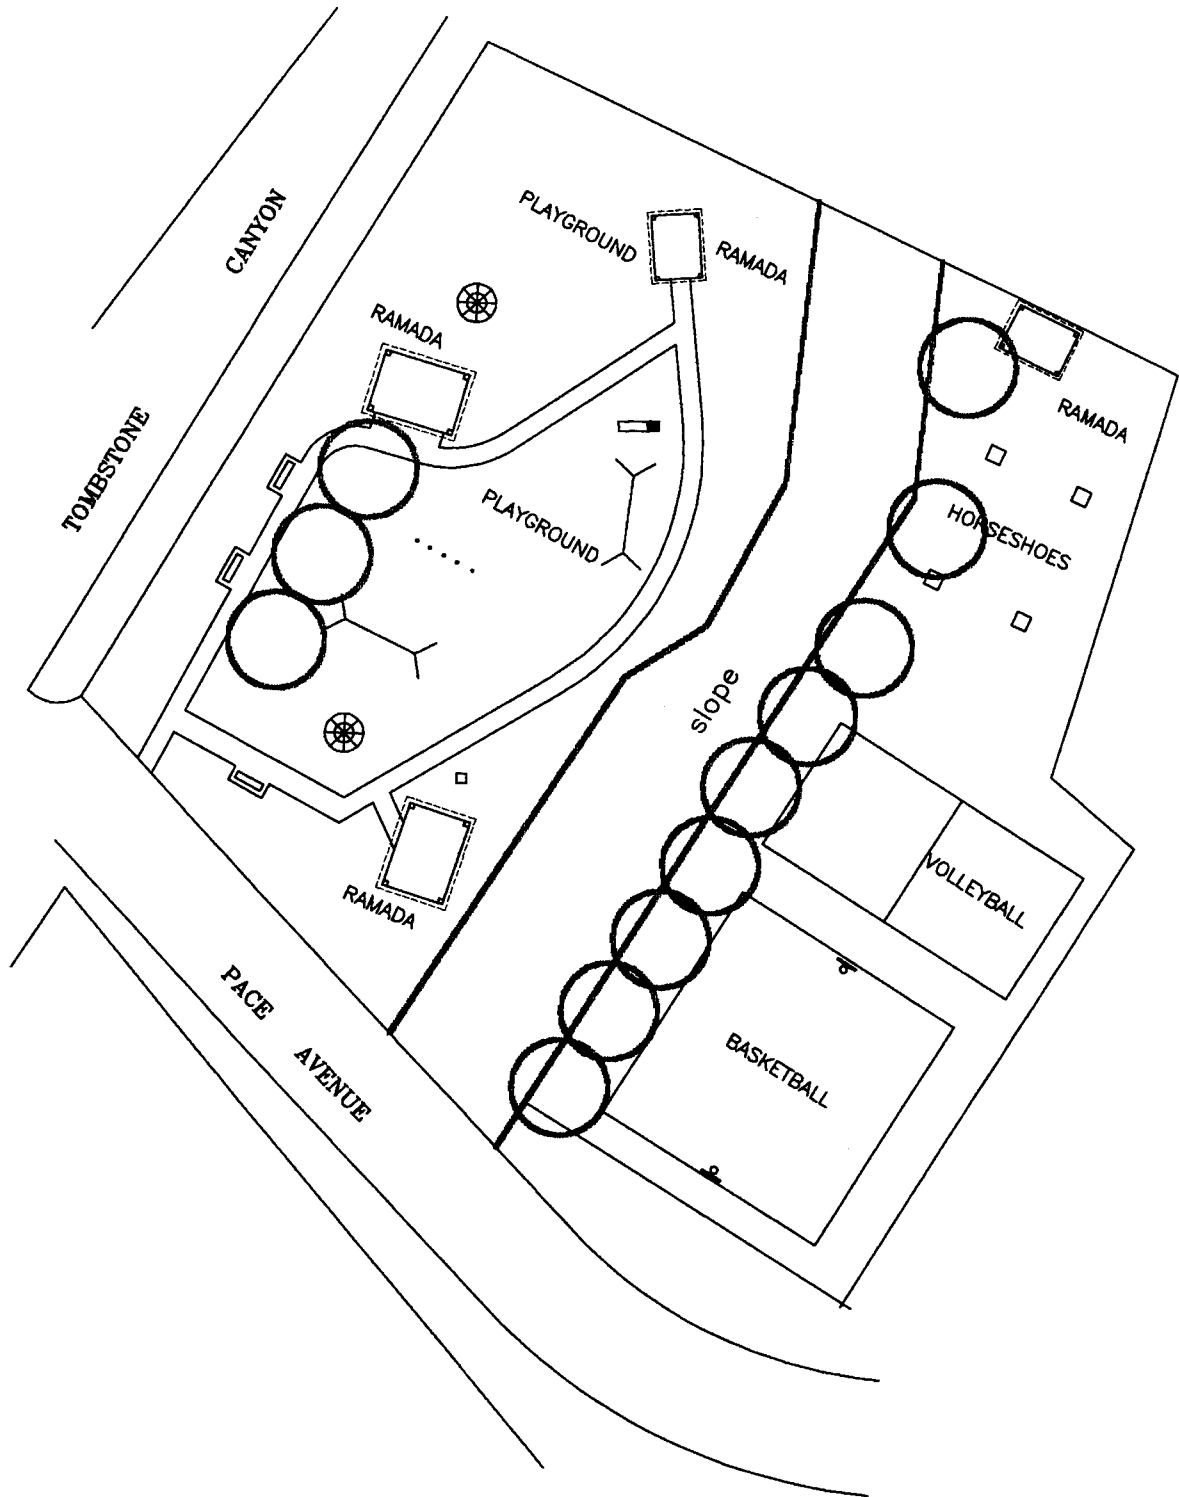 CANYON
PLAYGROUND
RAMADA
RAMADA
TOMBSTONE
RAMADA
PLAYGROUND
HORSESHOES
slope
VOLLEYBALL
RAMADA
PACE
AVENUE
BASKETBALL